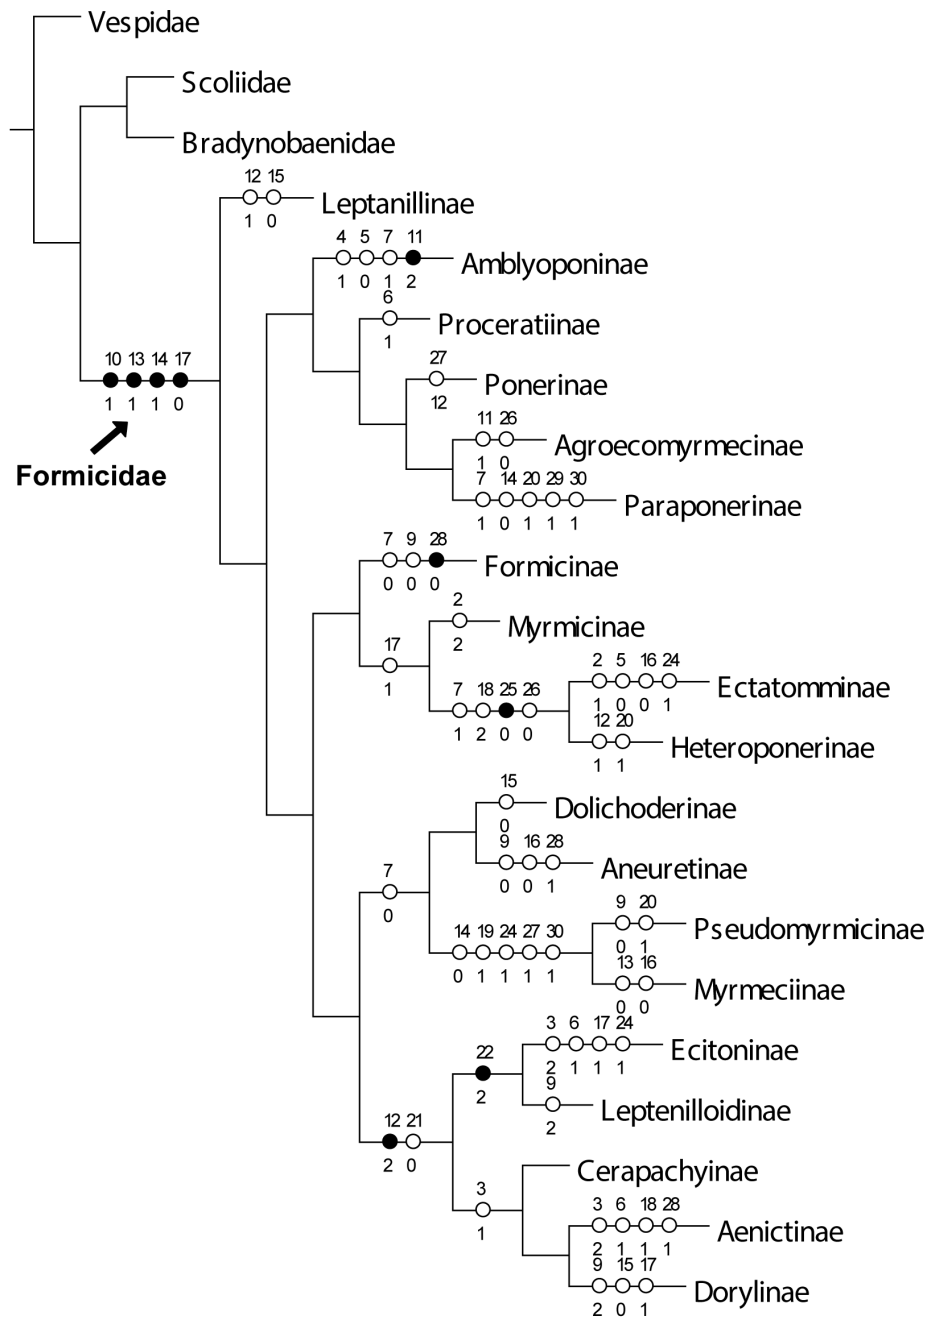 Vespidae
Scoliidae
Bradynobaenidae
12 15
Leptanillinae
1 0
4 5 7 11
Amblyoponinae
1 0 1 2
6
Proceratiinae
1
27
Ponerinae
12
10 13 14 17
1 1 1 0
Formicidae
11 26
Agroecomyrmecinae
1 0
7 14 20 29 30
Paraponerinae
1 0 1 1 1
7 9 28
Formicinae
0 0 0
2
Myrmicinae
2
17
1
2 5 16 24
Ectatomminae
1 0 0 1
7 18 25 26
1 2 0 0
12 20
Heteroponerinae
1 1
15
Dolichoderinae
0
9 16 28
Aneuretinae
0 0 1
7
0
9 20
Pseudomyrmicinae
0 1
14 19 24 27 30
0 1 1 1 1
13 16
Myrmeciinae
0 0
3 6 17 24
Ecitoninae
2 1 1 1
22
2
9
Leptenilloidinae
2
12 21
2 0
Cerapachyinae
3
1
3 6 18 28
Aenictinae
2 1 1 1
9 15 17
Dorylinae
2 0 1